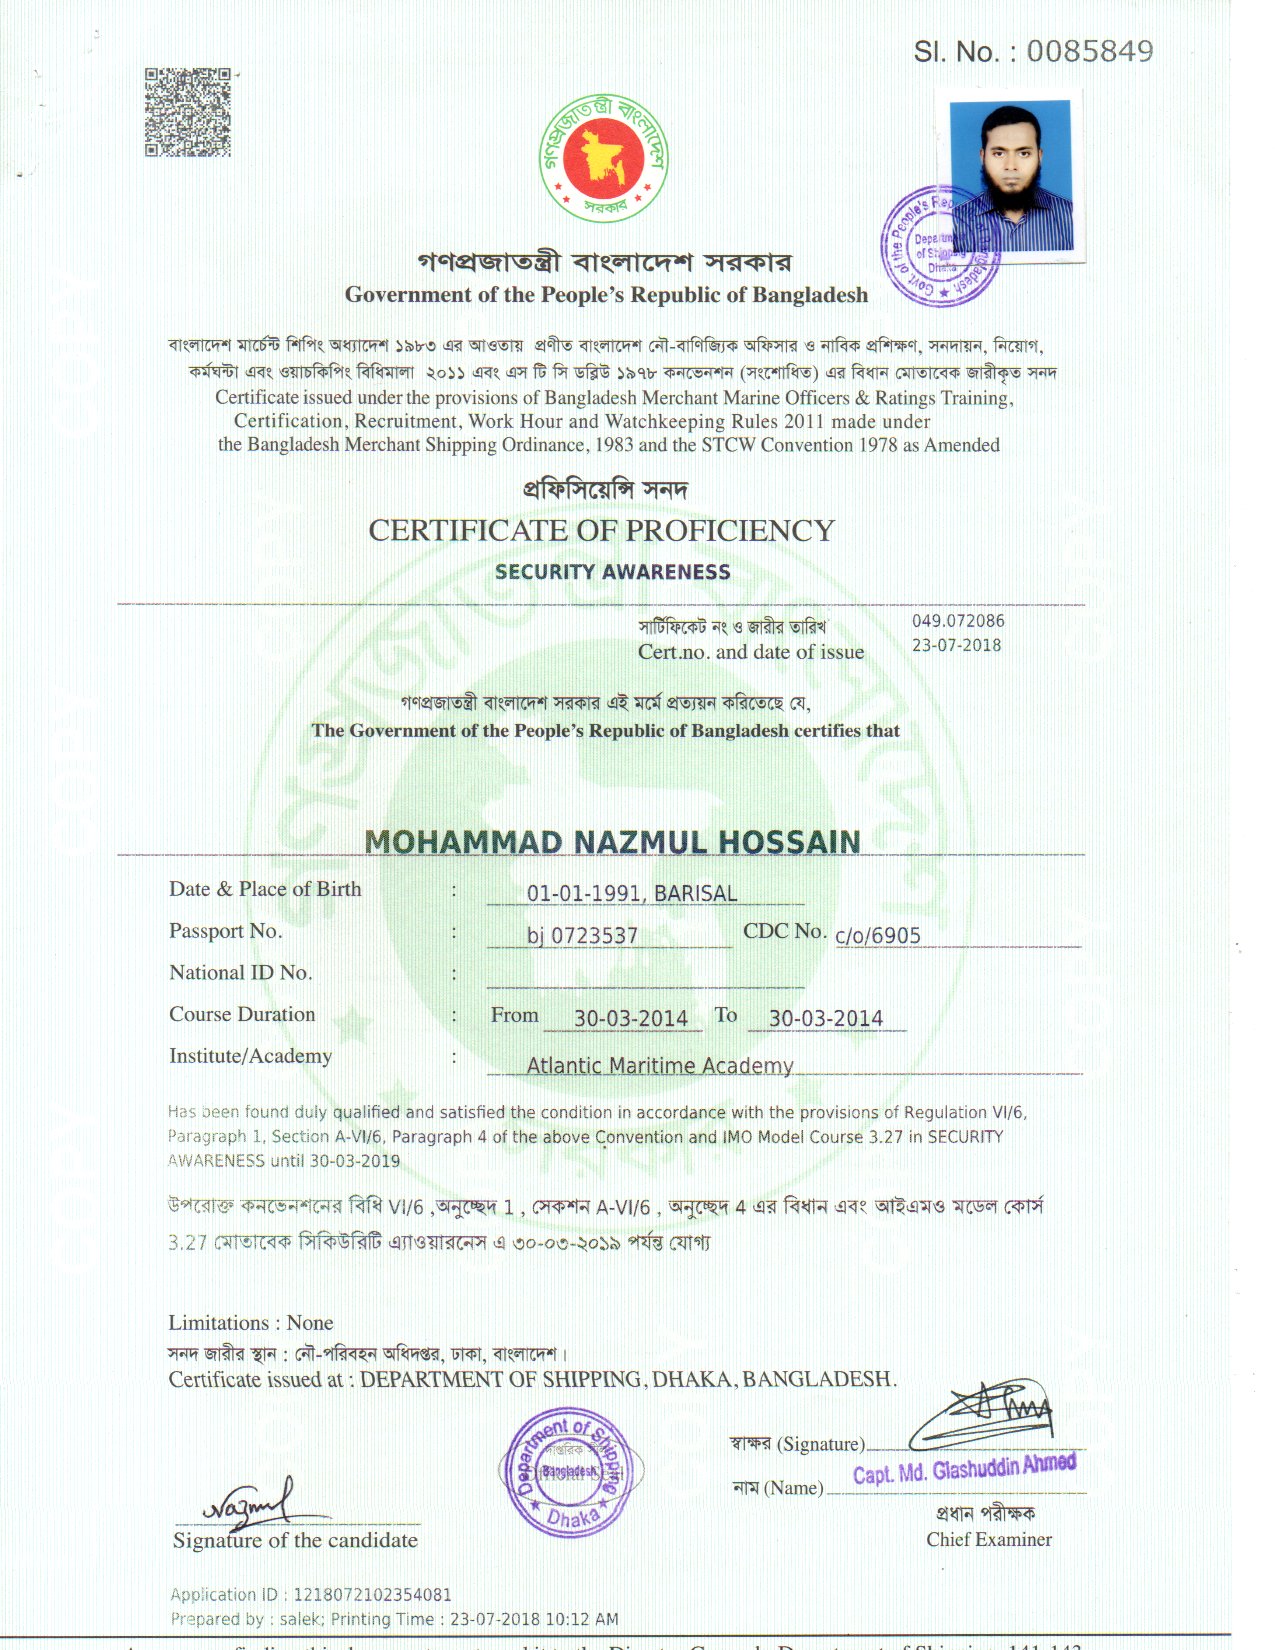 Sl. No. : 0085849
গণপ্রজাতন্ত্রী বাংলাদেশ
সরকার
Govt. of the People's Rep of Bangladesh
Department
of Shipping
Dhaka
গণপ্রজাতন্ত্রী বাংলাদেশ সরকার
Government of the People's Republic of Bangladesh
বাংলাদেশ মার্চেন্ট শিপিং অধ্যাদেশ ১৯৮৩ এর আওতায় প্রণীত বাংলাদেশ নৌ-বাণিজ্যিক অফিসার ও নাবিক প্রশিক্ষণ, সনদায়ন, নিয়োগ,
কর্মঘন্টা এবং ওয়াচকিপিং বিধিমালা ২০১১ এবং এস টি সি ডব্লিউ ১৯৭৮ কনভেনশন (সংশোধিত) এর বিধান মোতাবেক জারীকৃত সনদ
Certificate issued under the provisions of Bangladesh Merchant Marine Officers & Ratings Training,
Certification, Recruitment, Work Hour and Watchkeeping Rules 2011 made under
the Bangladesh Merchant Shipping Ordinance, 1983 and the STCW Convention 1978 as Amended
প্রফিসিয়েন্সি সনদ
CERTIFICATE OF PROFICIENCY
SECURITY AWARENESS
সার্টিফিকেট নং ও জারীর তারিখ 049.072086
Cert.no. and date of issue 23-07-2018
গণপ্রজাতন্ত্রী বাংলাদেশ সরকার এই মর্মে প্রত্যয়ন করিতেছে যে,
The Government of the People's Republic of Bangladesh certifies that
MOHAMMAD NAZMUL HOSSAIN
Date & Place of Birth : 01-01-1991, BARISAL
Passport No. : bj 0723537 CDC No. c/o/6905
National ID No. :
Course Duration : From 30-03-2014 To 30-03-2014
Institute/Academy : Atlantic Maritime Academy
Has been found duly qualified and satisfied the condition in accordance with the provisions of Regulation VI/6,
Paragraph 1, Section A-VI/6, Paragraph 4 of the above Convention and IMO Model Course 3.27 in SECURITY
AWARENESS until 30-03-2019
উপরোক্ত কনভেনশনের বিধি VI/6 ,অনুচ্ছেদ 1 , সেকশন A-VI/6 , অনুচ্ছেদ 4 এর বিধান এবং আইএমও মডেল কোর্স
3.27 মোতাবেক সিকিউরিটি এ্যাওয়ারনেস এ ৩০-০৩-২০১৯ পর্যন্ত যোগ্য
Limitations : None
সনদ জারীর স্থান : নৌ-পরিবহন অধিদপ্তর, ঢাকা, বাংলাদেশ।
Certificate issued at : DEPARTMENT OF SHIPPING, DHAKA, BANGLADESH.
স্বাক্ষর (Signature)
Capt. Md. Giashuddin Ahmed
নাম (Name)
প্রধান পরীক্ষক
Chief Examiner
Department of Shipping
Bangladesh
Dhaka
Nazmul
Signature of the candidate
Application ID : 1218072102354081
Prepared by : salek; Printing Time : 23-07-2018 10:12 AM